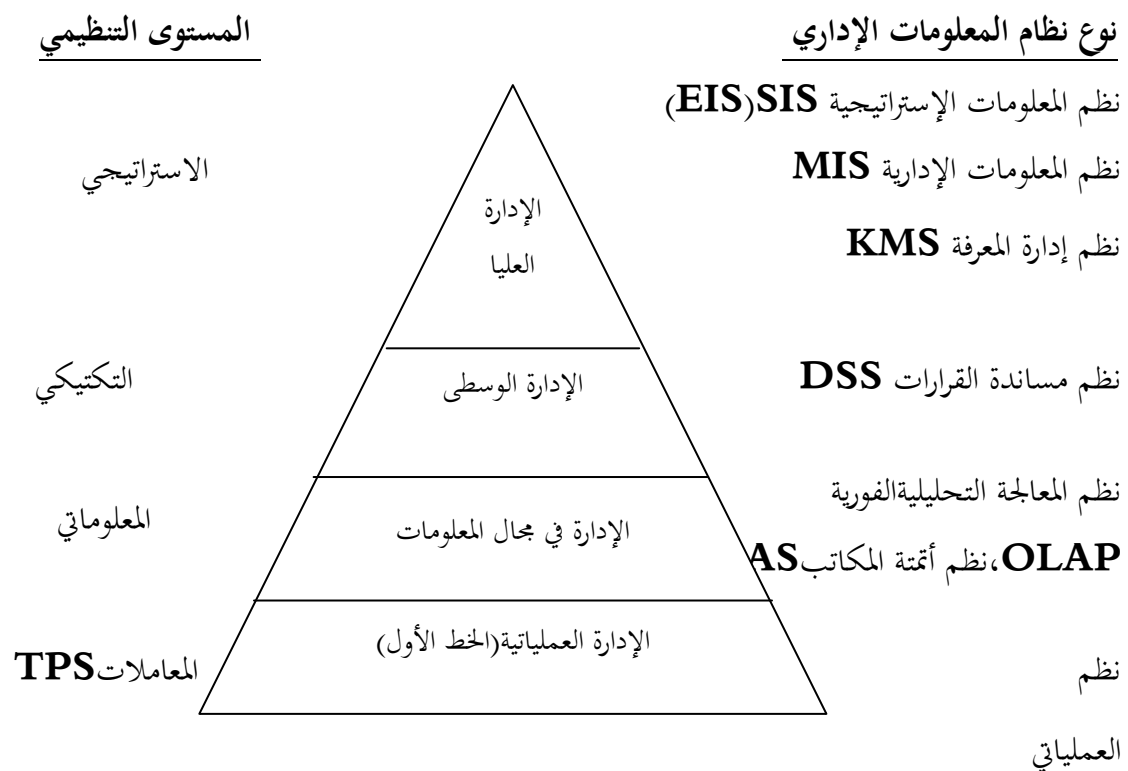 نوع نظام المعلومات الإداري المستوى التنظيمي
نظم المعلومات الإستراتيجية SIS(EIS)
نظم المعلومات الإدارية MIS الاستراتيجي
الإدارة
العليا
نظم إدارة المعرفة KMS
نظم مساندة القرارات DSS الإدارة الوسطى التكتيكي
نظم المعالجة التحليليةالفورية
الإدارة في مجال المعلومات المعلوماتي
OLAP،نظم أتمتة المكاتبAS
الإدارة العملياتية(الخط الأول)
نظم المعاملاتTPS
العملياتي